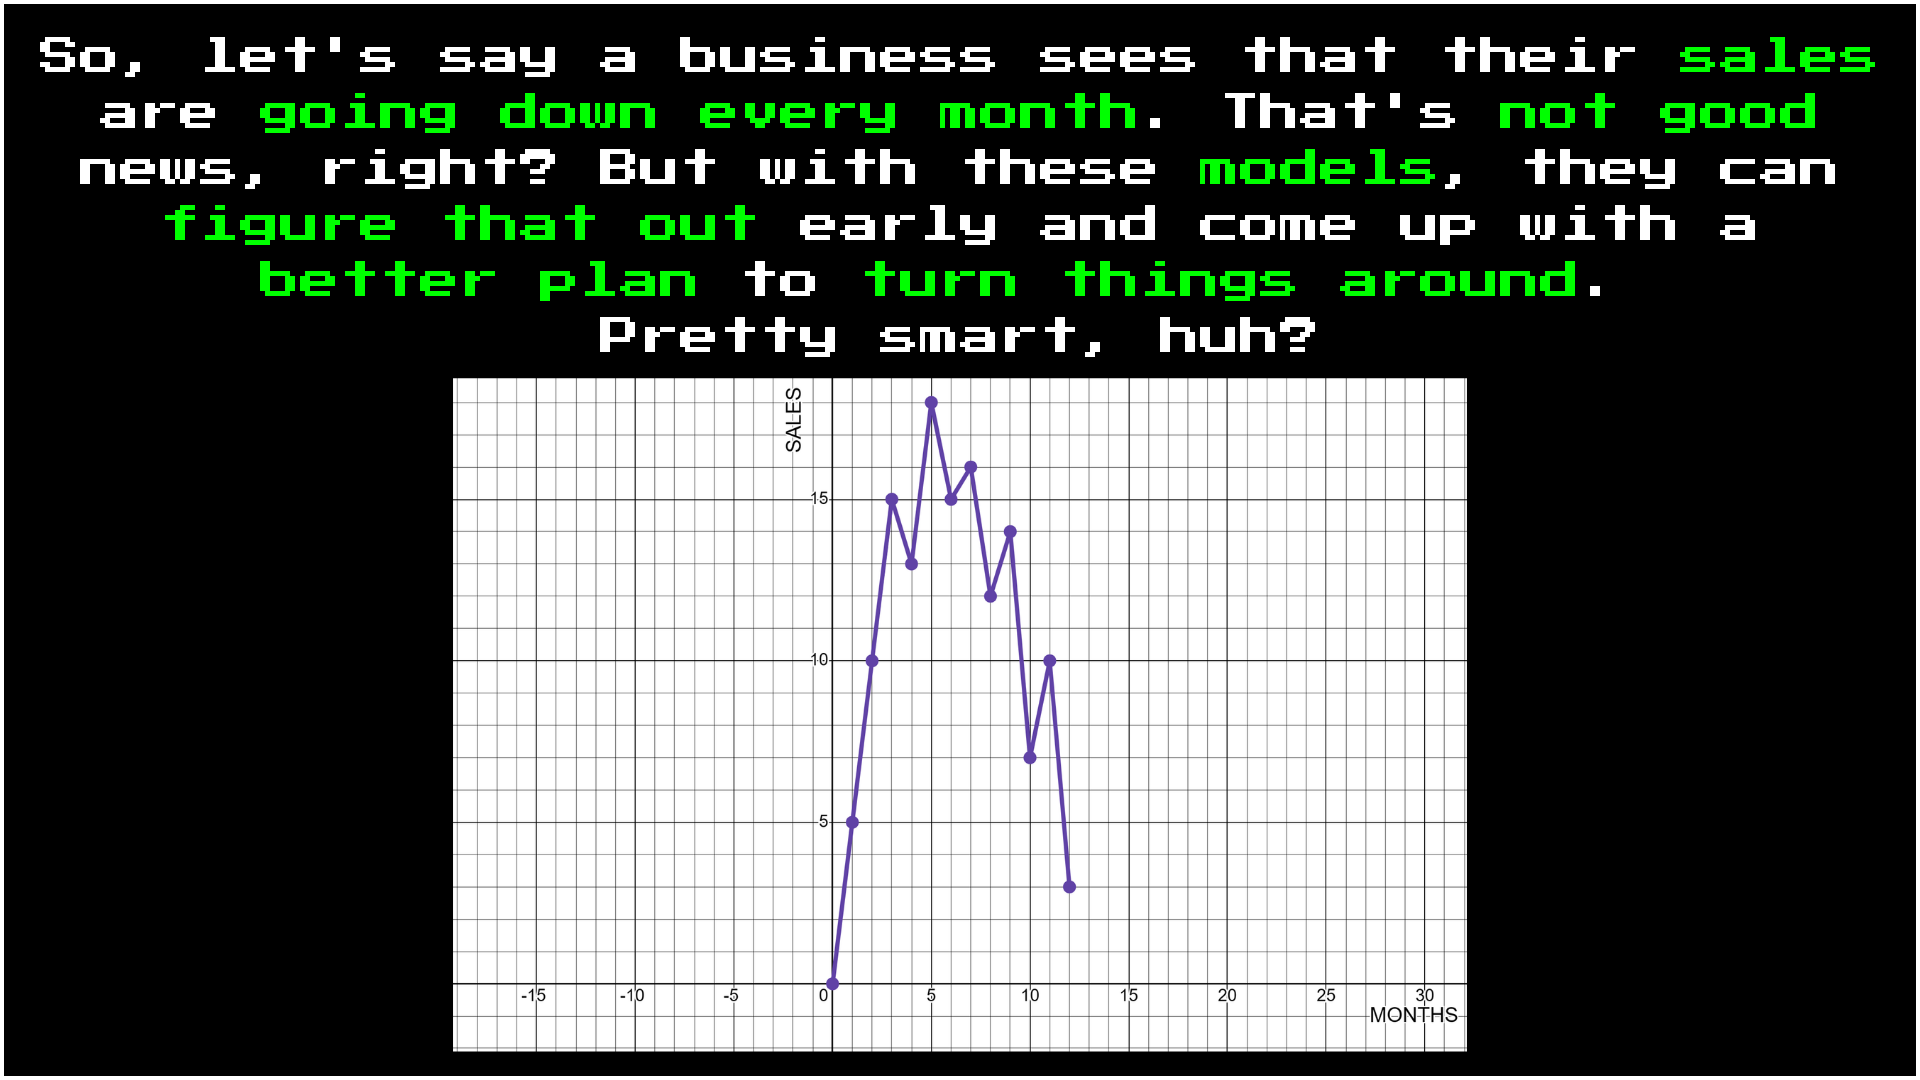 So, let's say a business sees that their sales
are going down every month. That's not good
news, right? But with these models, they can
figure that out early and come up with a
better plan to turn things around.
Pretty smart, huh?
SALES
15
10
5
-15 -10 -5 0 5 10 15 20 25 30
MONTHS